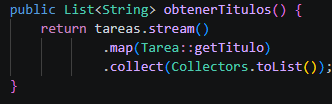 public List<String> obtenerTitulos() {
    return tareas.stream()
            .map(Tarea::getTitulo)
            .collect(Collectors.toList());
}